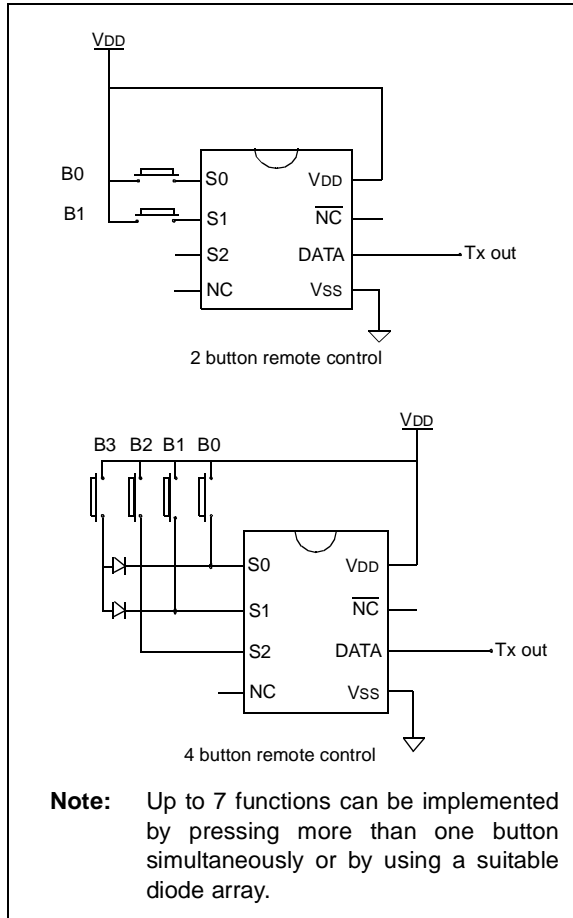 VDD
B0
B1
S0
S1
S2
NC
VDD
NC
DATA
VSS
Tx out
2 button remote control
VDD
B3 B2 B1 B0
S0
S1
S2
NC
VDD
NC
DATA
VSS
Tx out
4 button remote control
Note: Up to 7 functions can be implemented
by pressing more than one button
simultaneously or by using a suitable
diode array.